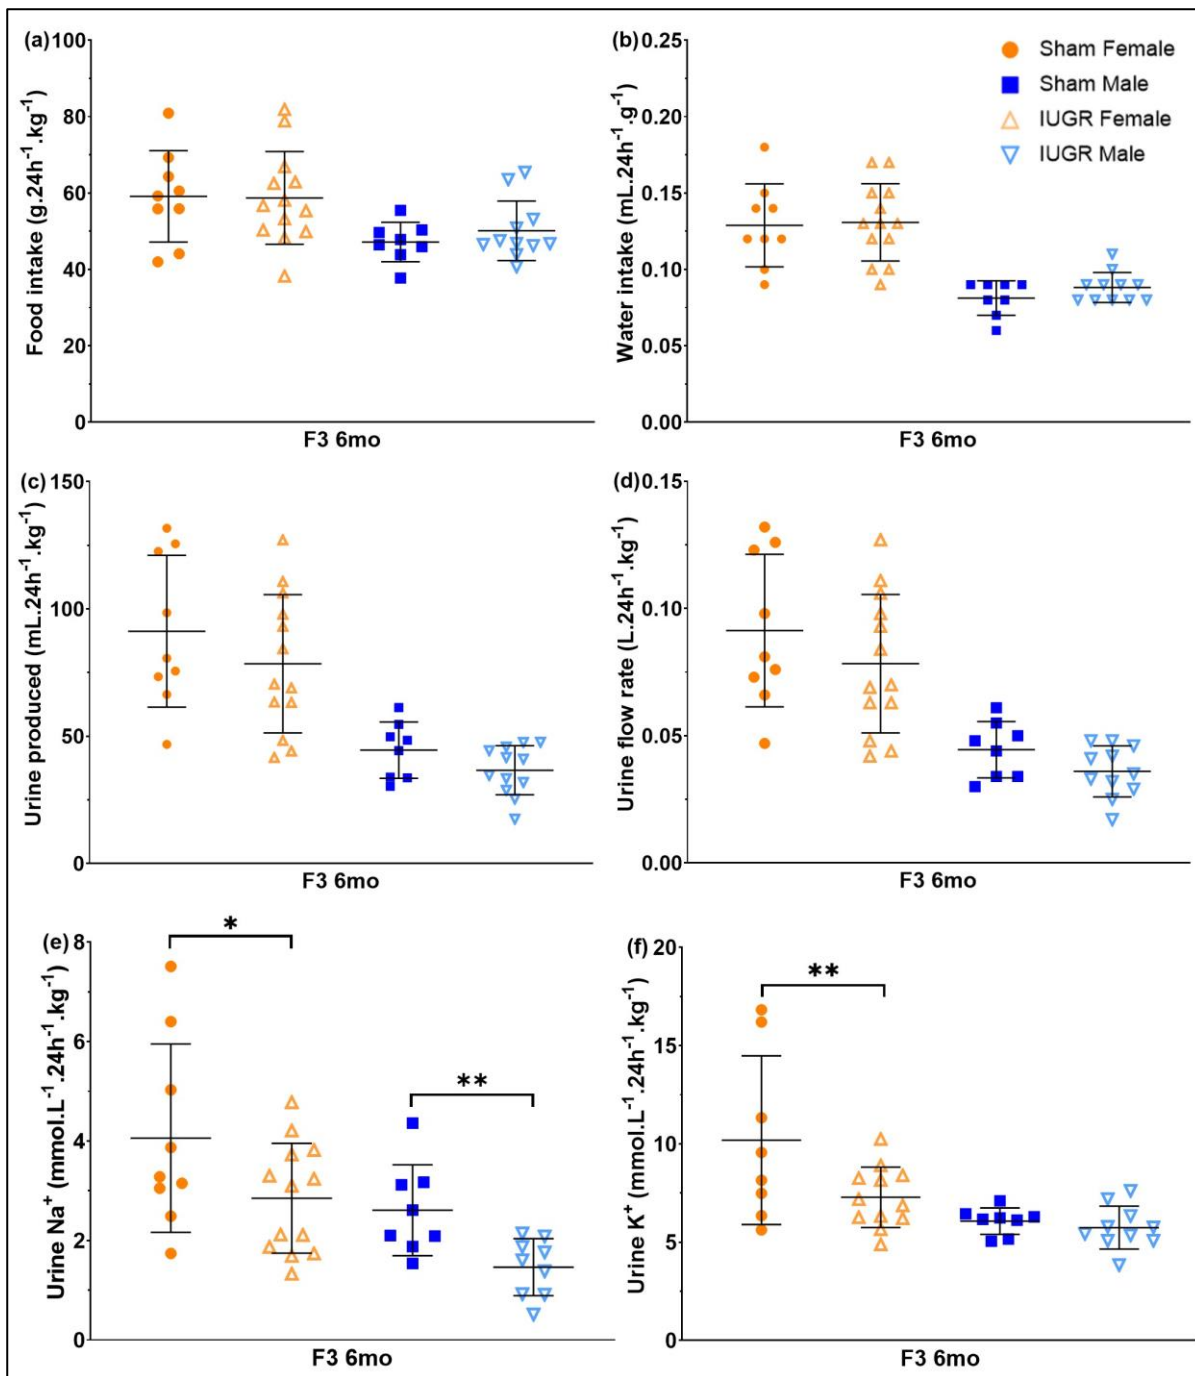 (a)
Food intake (g.24h⁻¹.kg⁻¹)
100
80
60
40
20
0
F3 6mo
(b)
Water intake (mL.24h⁻¹.g⁻¹)
0.25
0.20
0.15
0.10
0.05
0.00
F3 6mo
Sham Female
Sham Male
IUGR Female
IUGR Male
(c)
Urine produced (mL.24h⁻¹.kg⁻¹)
150
100
50
0
F3 6mo
(d)
Urine flow rate (L.24h⁻¹.kg⁻¹)
0.15
0.10
0.05
0.00
F3 6mo
(e)
Urine Na⁺ (mmol.L⁻¹.24h⁻¹.kg⁻¹)
8
6
4
2
0
*
**
F3 6mo
(f)
Urine K⁺ (mmol.L⁻¹.24h⁻¹.kg⁻¹)
20
15
10
5
0
**
F3 6mo